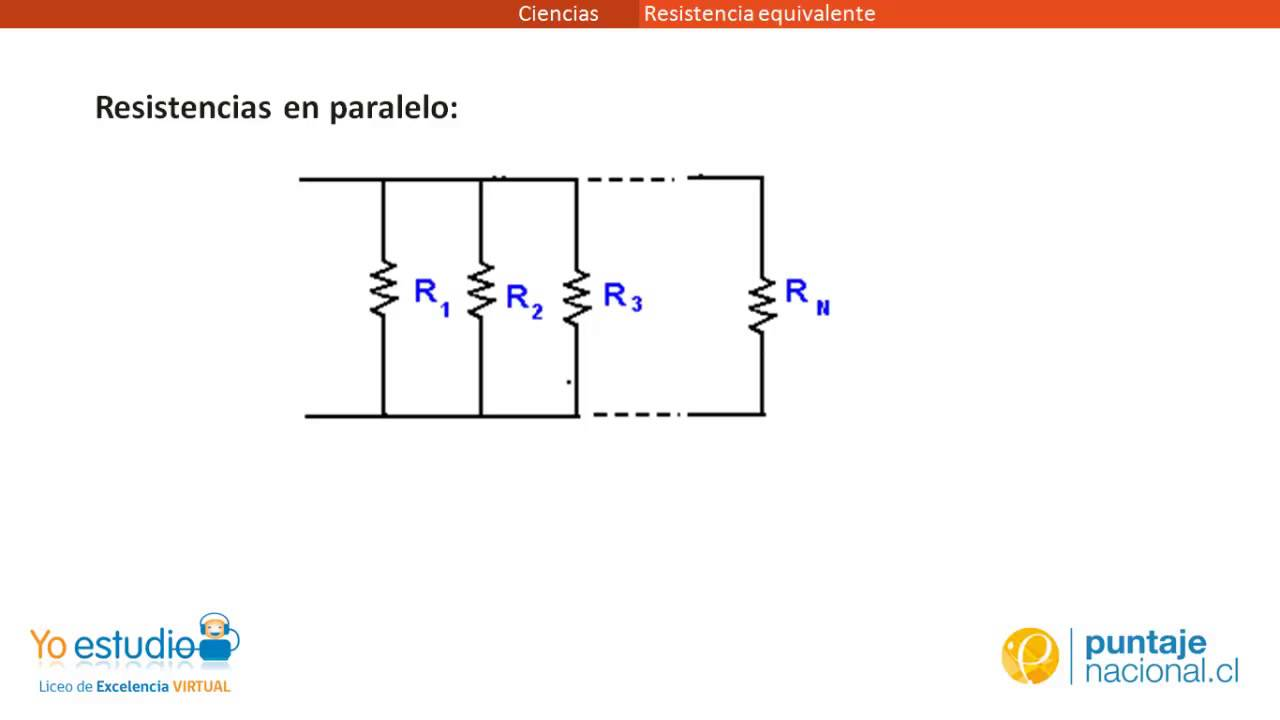 Ciencias Resistencia equivalente
Resistencias en paralelo:
R1 R2 R3 RN
Yo estudio
Liceo de Excelencia VIRTUAL
puntaje
nacional.cl